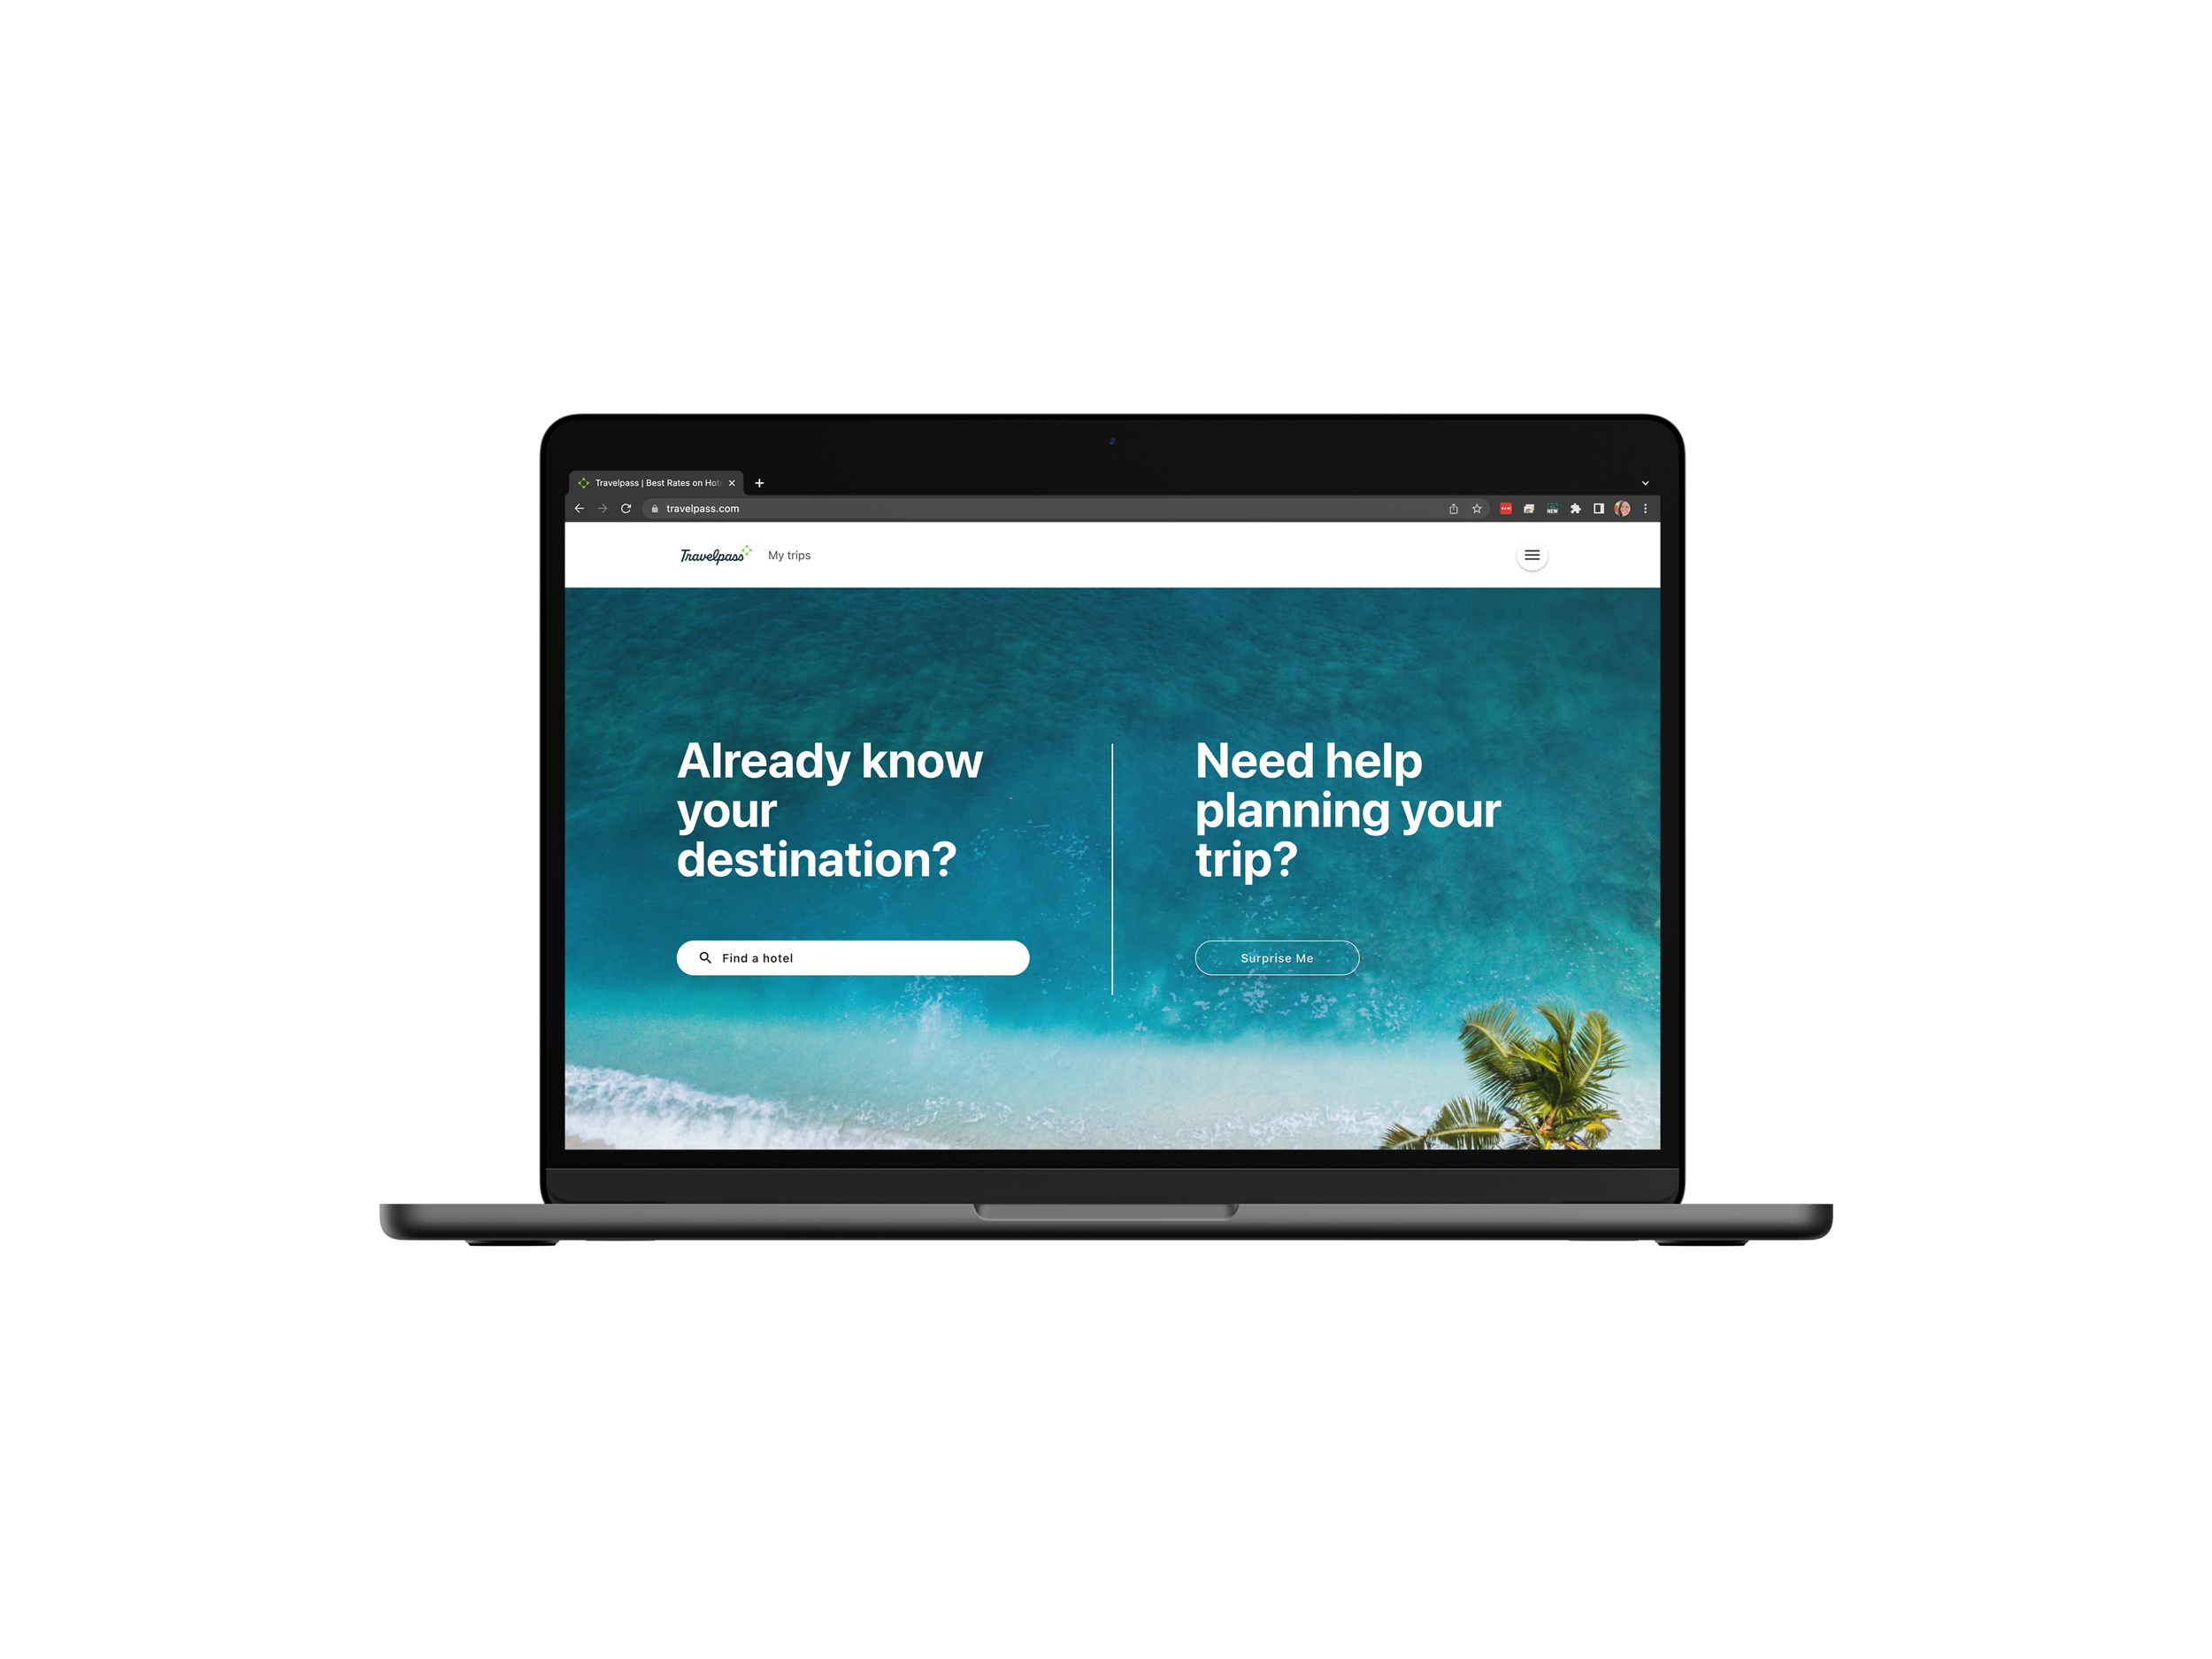 Travelpass | Best Rates on Hot
travelpass.com
NEW
Travelpass
My trips
Already know
your
destination?
Need help
planning your
trip?
Find a hotel
Surprise Me